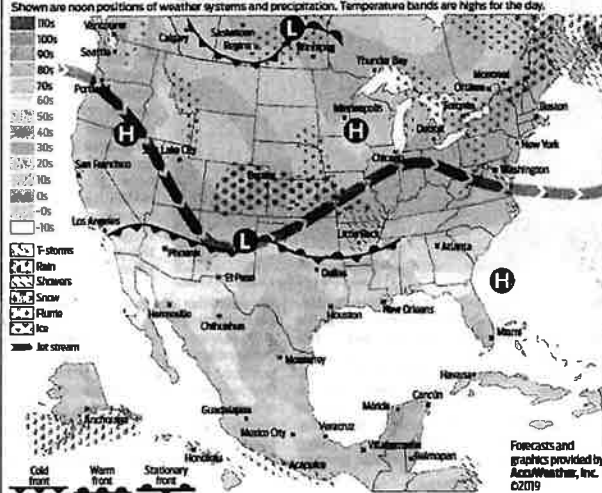 Shown are noon positions of weather systems and precipitation. Temperature bands are highs for the day.
110s
100s
90s
80s
70s
60s
50s
40s
30s
20s
10s
0s
-0s
-10s
T-storms
Rain
Showers
Snow
Flurrie
Ice
Jet stream
Vancouver
Seattle
Portland
Calgary
Saskatoon
Regina
L
Winnipeg
Thunder Bay
Montreal
Ottawa
Toronto
Boston
Minneapolis
H
Detroit
New York
H
Salt Lake City
Chicago
Washington
San Francisco
Denver
Los Angeles
Phoenix
L
Little Rock
Atlanta
El Paso
Dallas
H
Hermosillo
Chihuahua
Houston
New Orleans
Miami
Monterrey
Havana
Anchorage
Guadalajara
Mérida
Cancún
Mexico City
Veracruz
Honolulu
Acapulco
Villahermosa
Belmopan
Cold front
Warm front
Stationary front
Forecasts and
graphics provided by
AccuWeather, Inc.
©2019